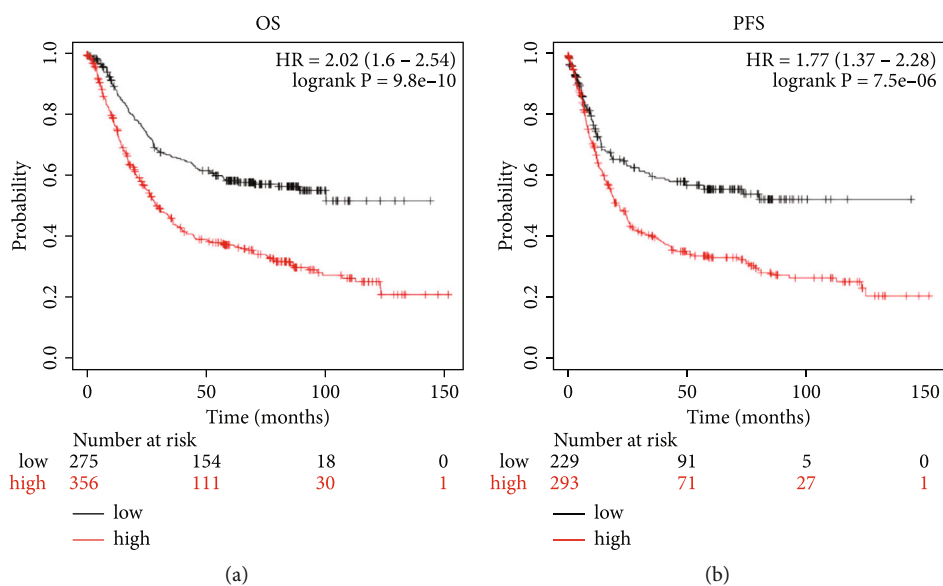 OS
HR = 2.02 (1.6 – 2.54)
logrank P = 9.8e–10
Probability
1.0
0.8
0.6
0.4
0.2
0.0
0 50 100 150
Time (months)
Number at risk
low 275 154 18 0
high 356 111 30 1
low
high
(a)
PFS
HR = 1.77 (1.37 – 2.28)
logrank P = 7.5e–06
Probability
1.0
0.8
0.6
0.4
0.2
0.0
0 50 100 150
Time (months)
Number at risk
low 229 91 5 0
high 293 71 27 1
low
high
(b)